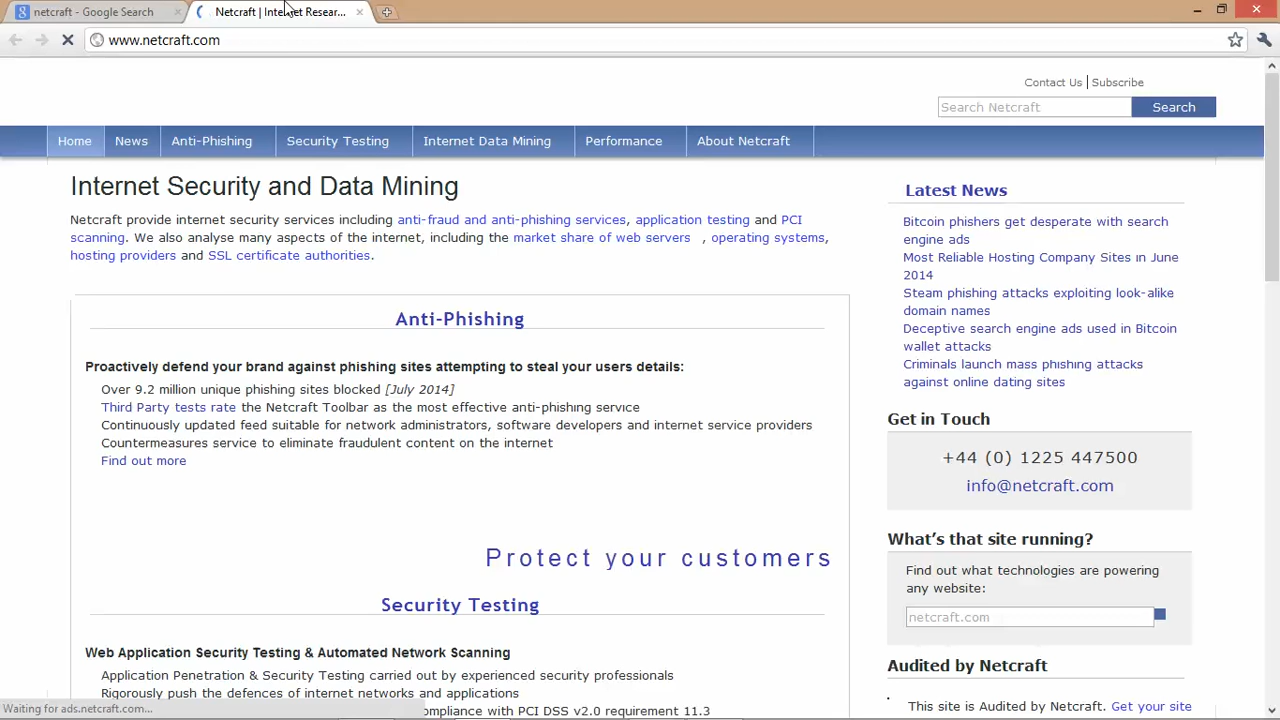 netcraft - Google Search
Netcraft | Internet Resear...
www.netcraft.com
Contact Us | Subscribe
Search Netcraft
Search
Home
News
Anti-Phishing
Security Testing
Internet Data Mining
Performance
About Netcraft
Internet Security and Data Mining
Netcraft provide internet security services including anti-fraud and anti-phishing services, application testing and PCI
scanning. We also analyse many aspects of the internet, including the market share of web servers , operating systems,
hosting providers and SSL certificate authorities.
Anti-Phishing
Proactively defend your brand against phishing sites attempting to steal your users details:
Over 9.2 million unique phishing sites blocked [July 2014]
Third Party tests rate the Netcraft Toolbar as the most effective anti-phishing service
Continuously updated feed suitable for network administrators, software developers and internet service providers
Countermeasures service to eliminate fraudulent content on the internet
Find out more
Protect your customers
Security Testing
Web Application Security Testing & Automated Network Scanning
Application Penetration & Security Testing carried out by experienced security professionals
Rigorously push the defences of internet networks and applications
compliance with PCI DSS v2.0 requirement 11.3
Latest News
Bitcoin phishers get desperate with search
engine ads
Most Reliable Hosting Company Sites in June
2014
Steam phishing attacks exploiting look-alike
domain names
Deceptive search engine ads used in Bitcoin
wallet attacks
Criminals launch mass phishing attacks
against online dating sites
Get in Touch
+44 (0) 1225 447500
info@netcraft.com
What's that site running?
Find out what technologies are powering
any website:
netcraft.com
Audited by Netcraft
This site is Audited by Netcraft. Get your site
Waiting for ads.netcraft.com...